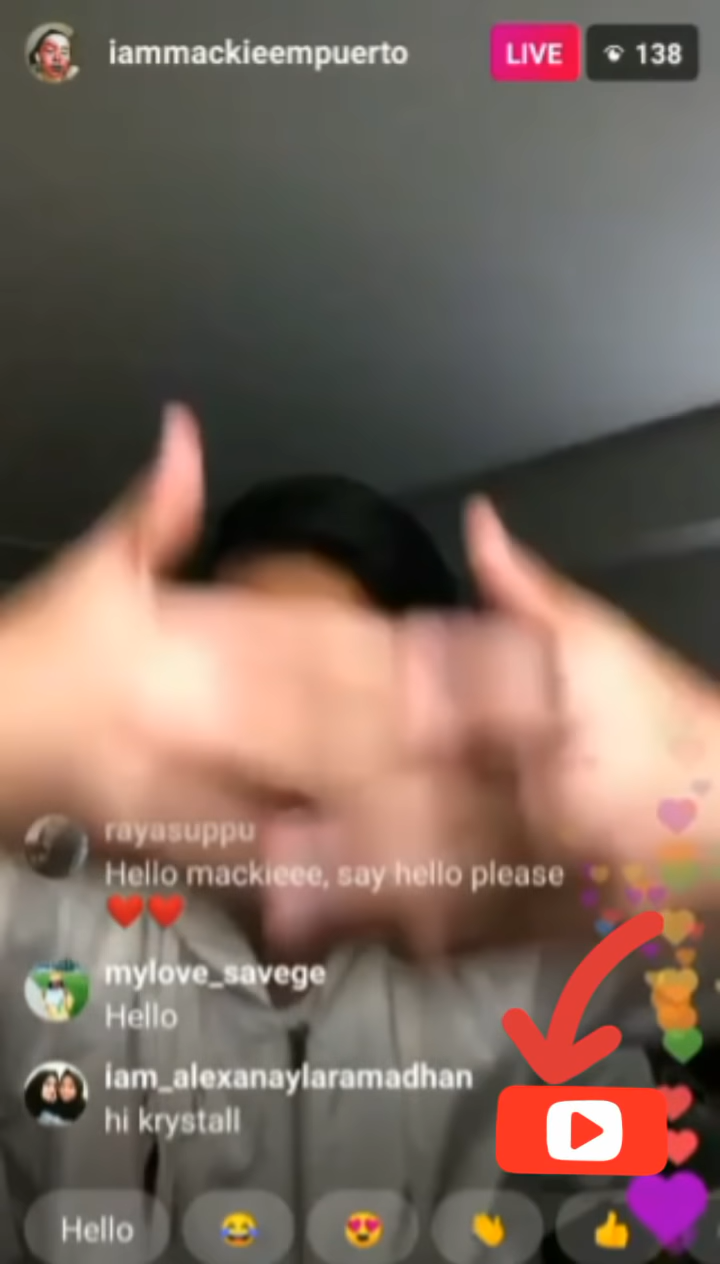 iammackieempuerto
LIVE
138
rayasuppu
Hello mackieee, say hello please
❤️❤️
mylove_savege
Hello
iam_alexanaylaramadhan
hi krystall
Hello 😂 😍 👏 👍